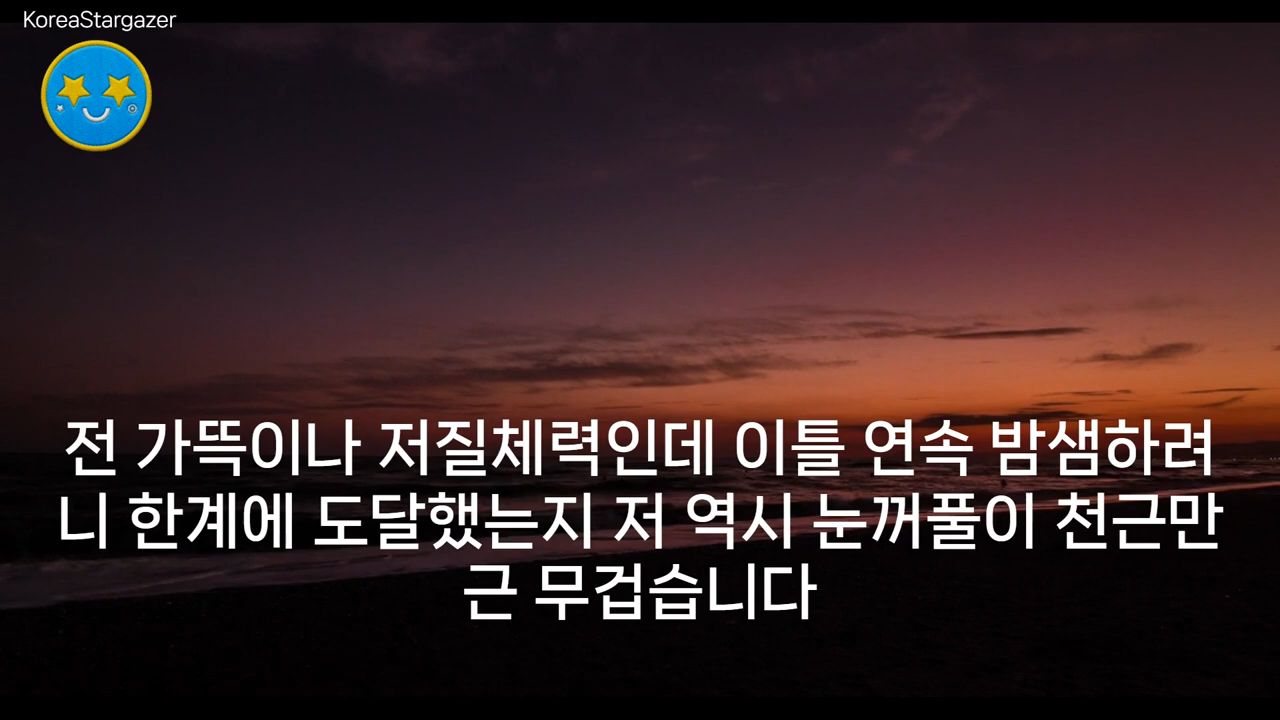 KoreaStargazer
전 가뜩이나 저질체력인데 이틀 연속 밤샘하려
니 한계에 도달했는지 저 역시 눈꺼풀이 천근만
근 무겁습니다